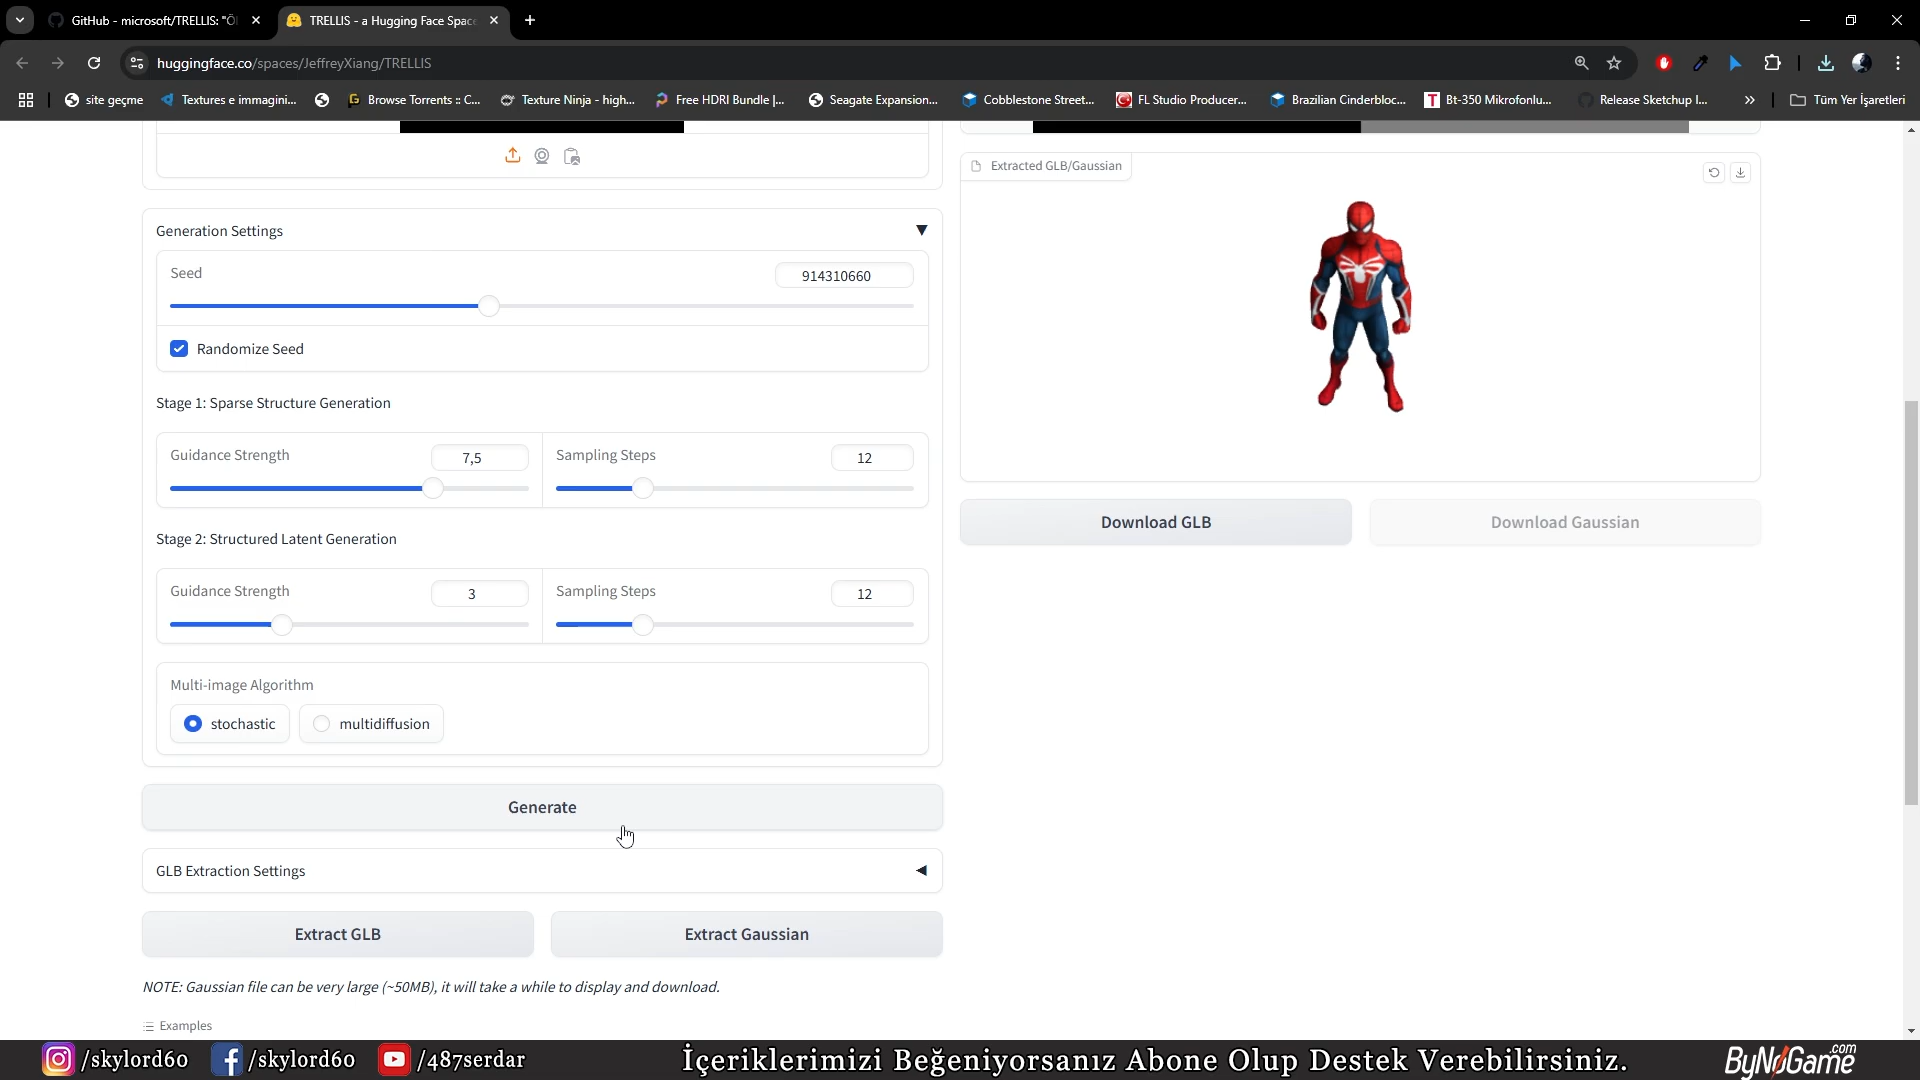 GitHub - microsoft/TRELLIS: "Ö
TRELLIS - a Hugging Face Space
huggingface.co/spaces/JeffreyXiang/TRELLIS
site geçme
Textures e immagini...
Browse Torrents :: C...
Texture Ninja - high...
Free HDRI Bundle |...
Seagate Expansion...
Cobblestone Street...
FL Studio Producer...
Brazilian Cinderbloc...
Bt-350 Mikrofonlu...
Release Sketchup I...
Tüm Yer İşaretleri
Extracted GLB/Gaussian
Generation Settings
Seed
914310660
Randomize Seed
Stage 1: Sparse Structure Generation
Guidance Strength
7,5
Sampling Steps
12
Download GLB
Download Gaussian
Stage 2: Structured Latent Generation
Guidance Strength
3
Sampling Steps
12
Multi-image Algorithm
stochastic
multidiffusion
Generate
GLB Extraction Settings
Extract GLB
Extract Gaussian
NOTE: Gaussian file can be very large (~50MB), it will take a while to display and download.
Examples
/skylord60
/skylord60
/487serdar
İçeriklerimizi Beğeniyorsanız Abone Olup Destek Verebilirsiniz.
ByNoGame.com